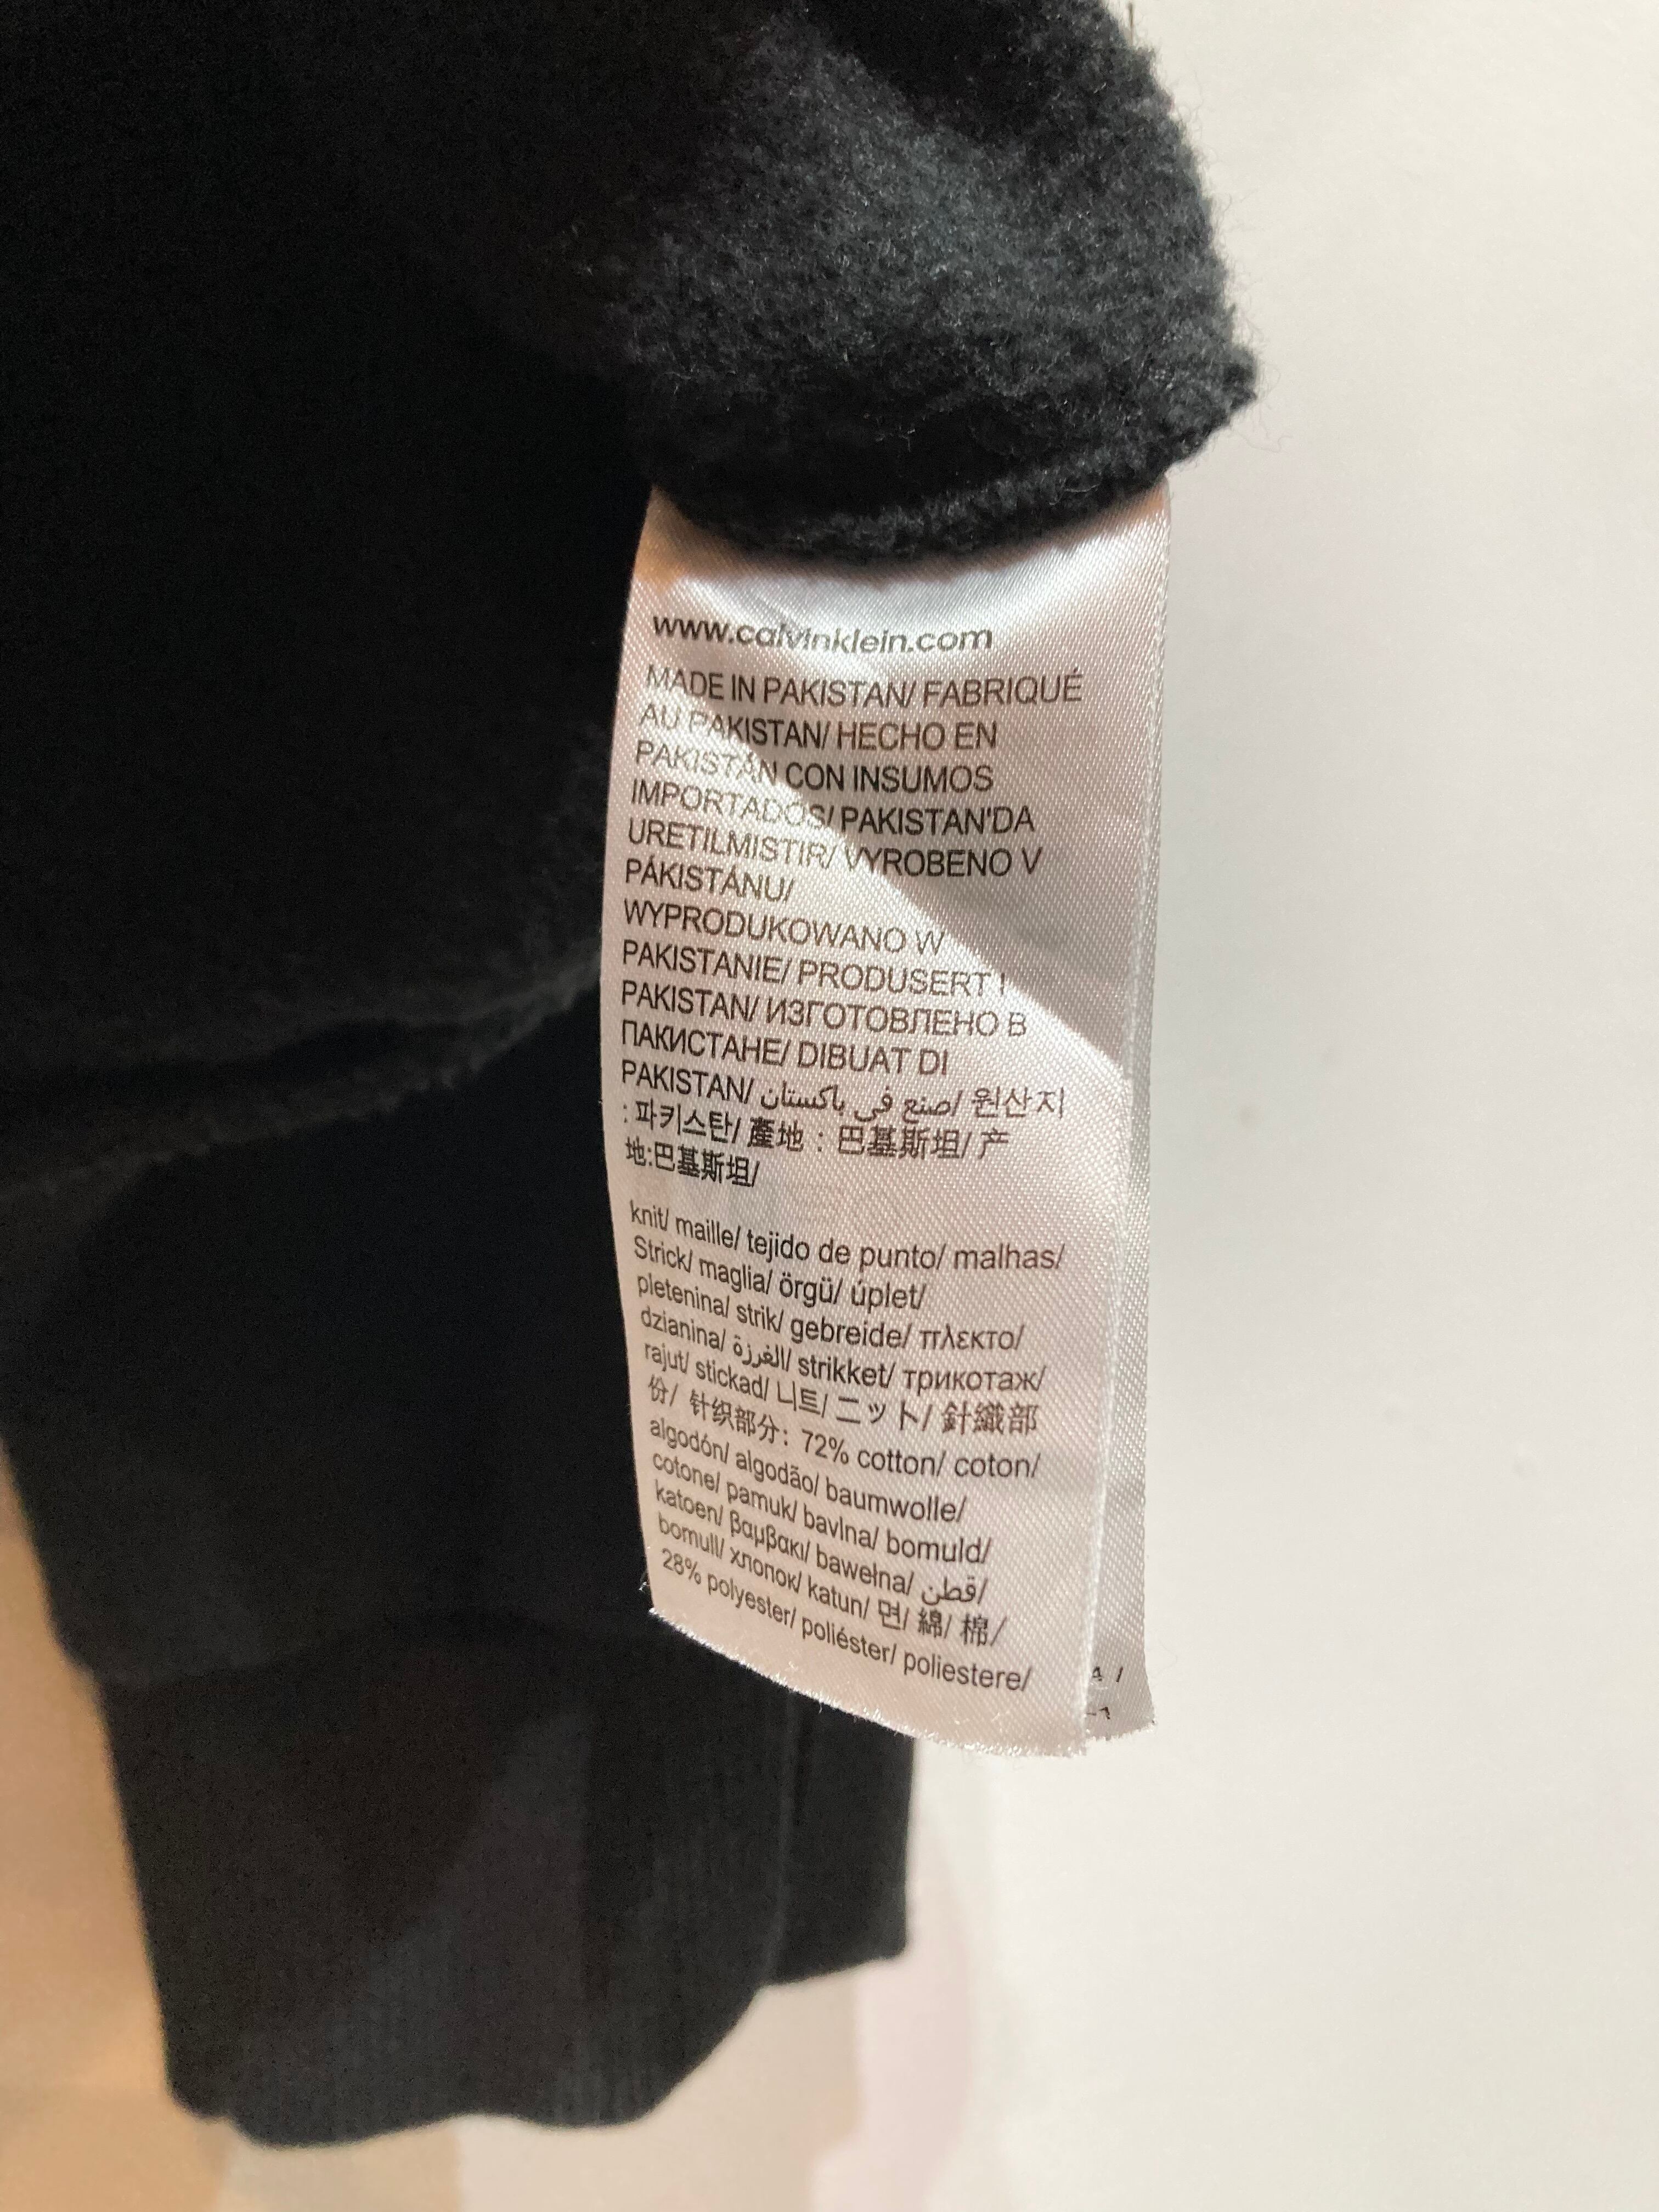 www.calvinklein.com
MADE IN PAKISTAN/ FABRIQUÉ
AU PAKISTAN/ HECHO EN
PAKISTÁN CON INSUMOS
IMPORTADOS/ PAKISTAN'DA
URETILMISTIR/ VYROBENO V
PÁKISTÁNU/
WYPRODUKOWANO W
PAKISTANIE/ PRODUSERT I
PAKISTAN/ ИЗГОТОВЛЕНО В
ПАКИСТАНЕ/ DIBUAT DI
PAKISTAN/ صنع في باكستان/ 원산지
: 파키스탄/ 產地 : 巴基斯坦/ 产
地:巴基斯坦/
knit/ maille/ tejido de punto/ malhas/
Strick/ maglia/ örgü/ úplet/
pletenina/ strik/ gebreide/ πλεκτο/
dzianina/ الغرزة/ strikket/ трикотаж/
rajut/ stickad/ 니트/ ニット/ 針織部
份/ 针织部分: 72% cotton/ coton/
algodón/ algodão/ baumwolle/
cotone/ pamuk/ bavlna/ bomuld/
katoen/ βαμβακι/ bawełna/ قطن/
bomull/ хлопок/ katun/ 면/ 綿/ 棉/
28% polyester/ poliéster/ poliestere/